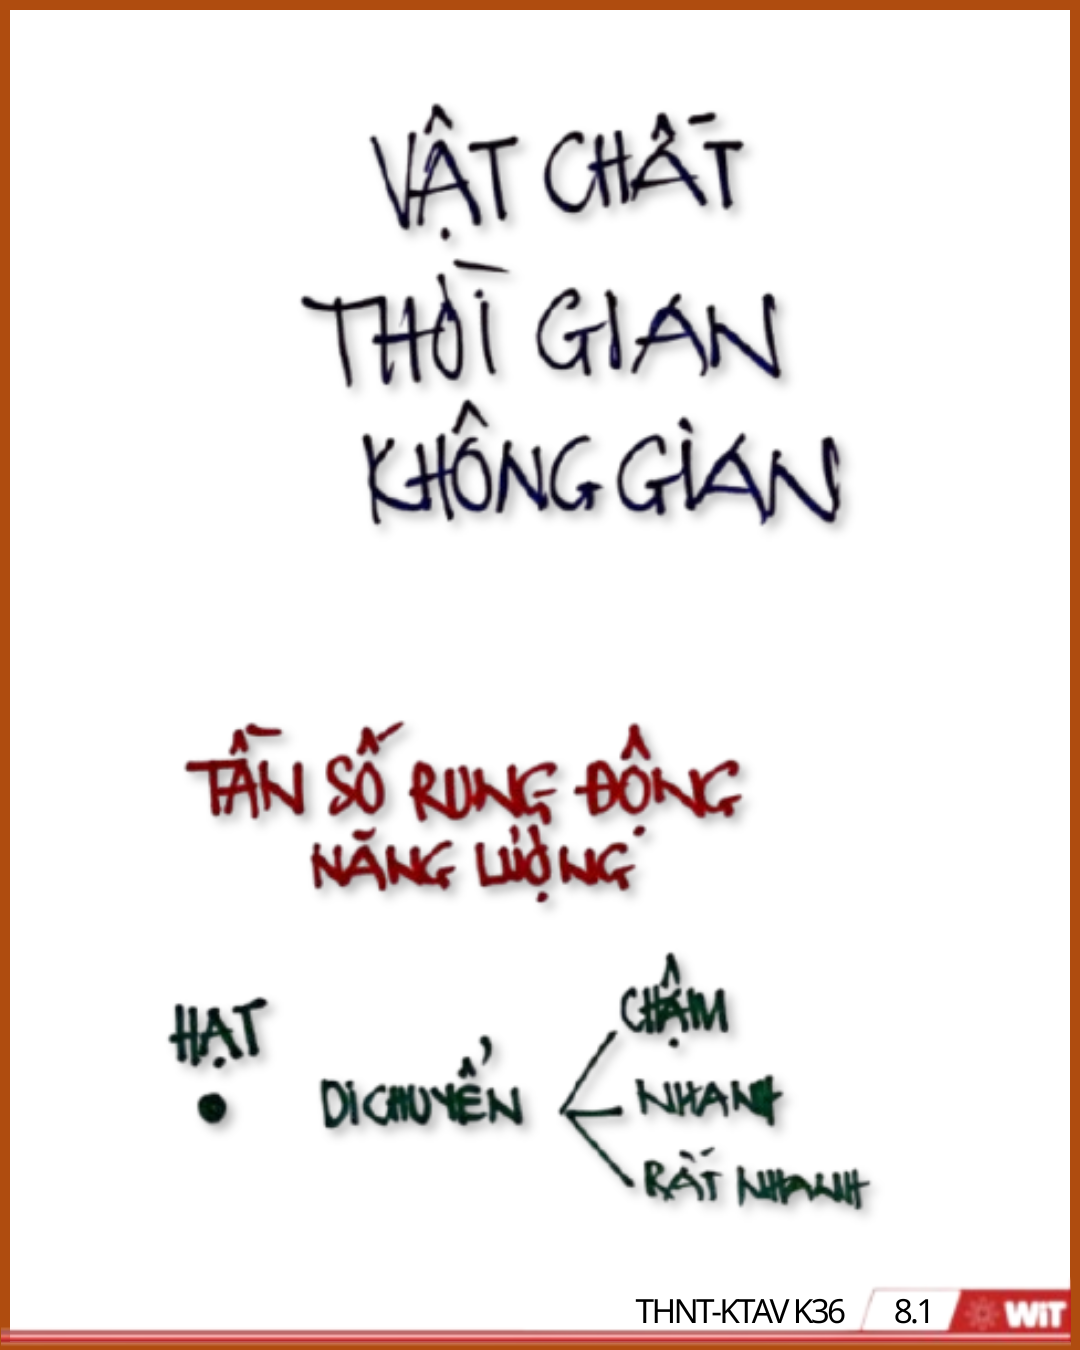 VẬT CHẤT
THỜI GIAN
KHÔNG GIAN
TẦN SỐ RUNG ĐỘNG
NĂNG LƯỢNG
HẠT
DI CHUYỂN
CHẬM
NHANH
RẤT NHANH
THNT-KTAV K36 8.1 WiT